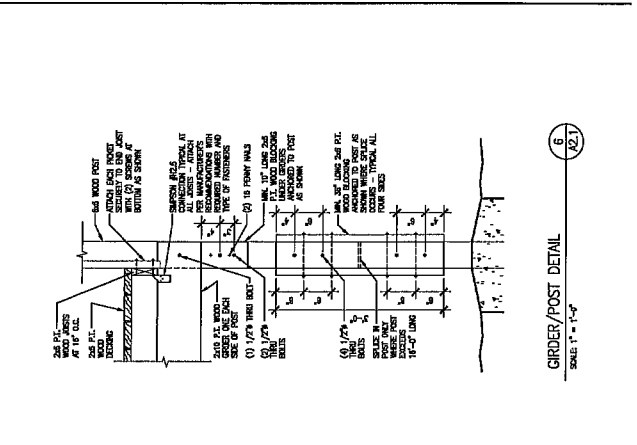 2x6 P.T.
WOOD JOISTS
AT 16" O.C.
2x6 P.T.
WOOD
DECKING
2x10 P.T. WOOD
GIRDER ONE EACH
SIDE OF POST
(1) 1/2"∅ THRU BOLT
(2) 1/2"∅
THRU
BOLTS
(4) 1/2"∅
THRU
BOLTS
SPLICE IN
POST ONLY
WHERE POST
EXCEEDS
16'-0" LONG
6x6 WOOD POST
ATTACH EACH PICKET
SECURELY TO END JOIST
WITH (2) SCREWS AT
BOTTOM AS SHOWN
SIMPSON
CONNECTION TYPICAL AT
ALL JOISTS - ATTACH
PER MANUFACTURER'S
RECOMMENDATIONS WITH
REQUIRED NUMBER AND
TYPE OF FASTENERS
(2) 16 PENNY NAILS
MIN. 10" LONG 2x6
P.T. WOOD BLOCKING
UNDER GIRDERS
ANCHORED TO POST
AS SHOWN
LONG 2x6 P.T.
WOOD BLOCKING
ANCHORED TO POST AS
SHOWN WHERE SPLICE
OCCURS - TYPICAL ALL
FOUR SIDES
GIRDER/POST DETAIL
SCALE: 1" = 1'-0"
6
A2.1